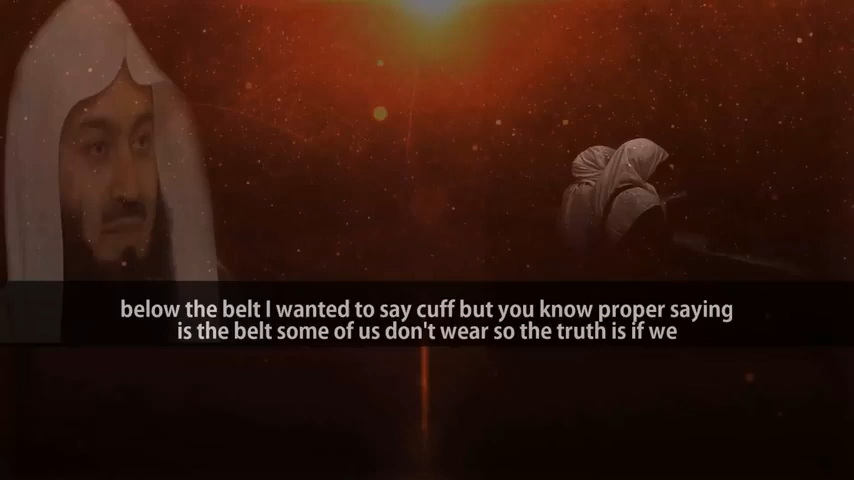 below the belt I wanted to say cuff but you know proper saying
is the belt some of us don't wear so the truth is if we